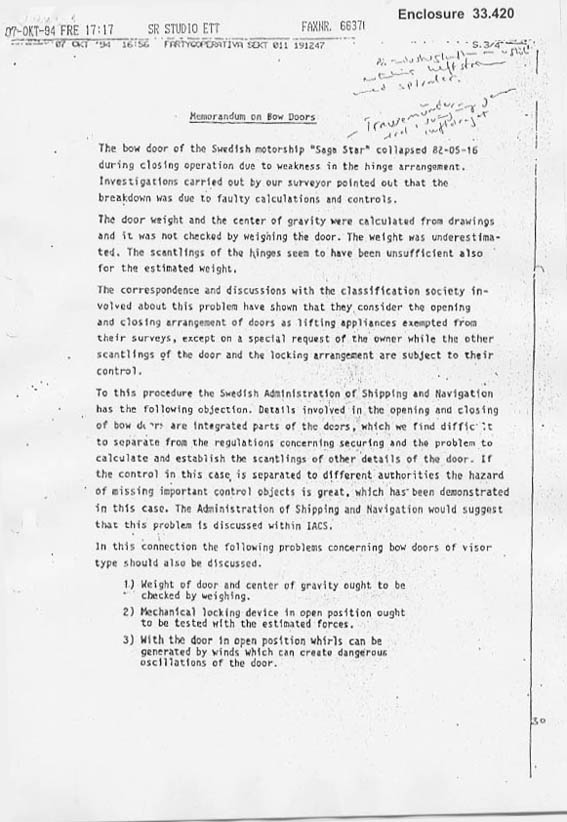 Enclosure 33.420
07-OKT-94 FRE 17:17 SR STUDIO ETT FAXNR. 6637
07 OKT '94 16:56 FARTYGOPERATIVA SEKT 011 191247 S.3/4
Memorandum on Bow Doors
The bow door of the Swedish motorship "Saga Star" collapsed 82-05-16
during closing operation due to weakness in the hinge arrangement.
Investigations carried out by our surveyor pointed out that the
breakdown was due to faulty calculations and controls.
The door weight and the center of gravity were calculated from drawings
and it was not checked by weighing the door. The weight was underestima-
ted. The scantlings of the hinges seem to have been unsufficient also
for the estimated weight.
The correspondence and discussions with the classification society in-
volved about this problem have shown that they consider the opening
and closing arrangement of doors as lifting appliances exempted from
their surveys, except on a special request of the owner while the other
scantlings of the door and the locking arrangement are subject to their
control.
To this procedure the Swedish Administration of Shipping and Navigation
has the following objection. Details involved in the opening and closing
of bow doors are integrated parts of the doors, which we find difficult
to separate from the regulations concerning securing and the problem to
calculate and establish the scantlings of other details of the door. If
the control in this case is separated to different authorities the hazard
of missing important control objects is great, which has been demonstrated
in this case. The Administration of Shipping and Navigation would suggest
that this problem is discussed within IACS.
In this connection the following problems concerning bow doors of visor
type should also be discussed.
1) Weight of door and center of gravity ought to be
checked by weighing.
2) Mechanical locking device in open position ought
to be tested with the estimated forces.
3) With the door in open position whirls can be
generated by winds which can create dangerous
oscillations of the door.
30